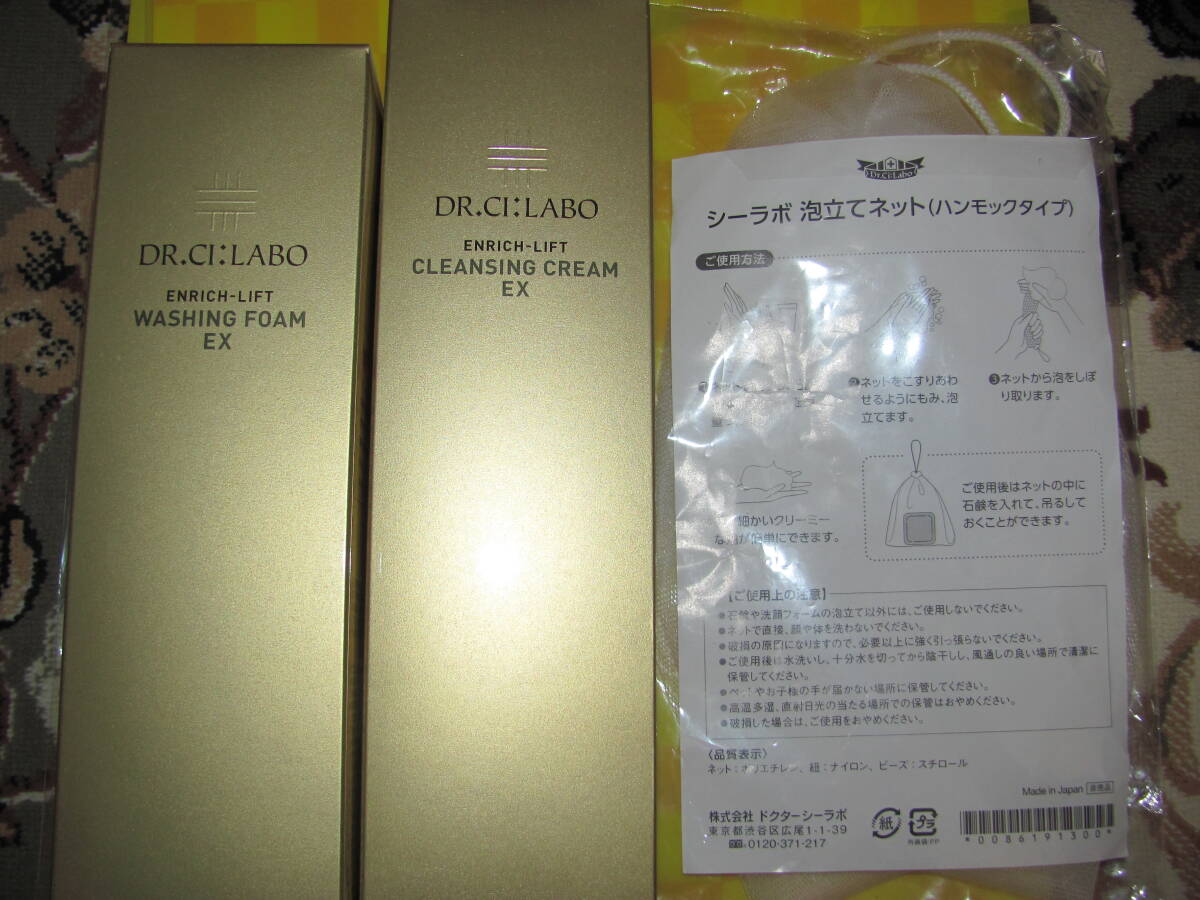 DR.CI:LABO
ENRICH-LIFT
WASHING FOAM
EX
DR.CI:LABO
ENRICH-LIFT
CLEANSING CREAM
EX
Dr.Ci:Labo
シーラボ 泡立てネット(ハンモックタイプ)
ご使用方法
❷ネットをこすりあわ
せるようにもみ、泡
立てます。
❸ネットから泡をしぼ
り取ります。
細かいクリーミー
簡単にできます。
ご使用後はネットの中に
石鹸を入れて、吊るして
おくことができます。
【ご使用上の注意】
●石鹸や洗顔フォームの泡立て以外には、ご使用しないでください。
●ネットで直接、顔や体を洗わないでください。
●破損の原因になりますので、必要以上に強く引っ張らないでください。
●ご使用後は水洗いし、十分水を切ってから陰干しし、風通しの良い場所で清潔に
保管してください。
●ペットやお子様の手が届かない場所に保管してください。
●高温多湿、直射日光の当たる場所での保管はおやめください。
●破損した場合は、ご使用をおやめください。
〈品質表示〉
ネット:ポリエチレン、紐:ナイロン、ビーズ:スチロール
Made in Japan 非売品
株式会社 ドクターシーラボ
東京都渋谷区広尾1-1-39
0120-371-217
紙
プラ
外装袋:PP
*0086191300*